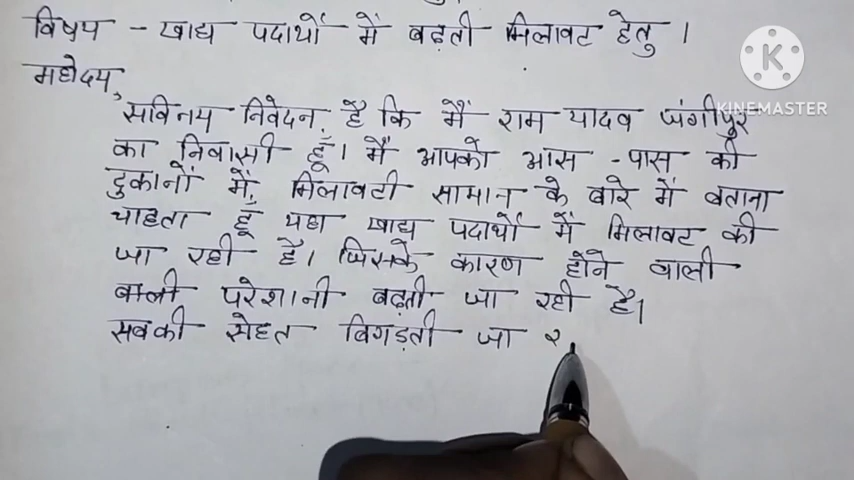 विषय - खाद्य पदार्थों में बढ़ती मिलावट हेतु ।
महोदय,
सविनय निवेदन है कि मैं राम यादव जंगीपुर
का निवासी हूँ। मैं आपको आस - पास की
दुकानों में मिलावटी सामान के बारे में बताना
चाहता हूँ यहा खाद्य पदार्थों में मिलावट की
जा रही है। जिसके कारण होने वाली
वाली परेशानी बढ़ती जा रही है।
सबकी सेहत बिगड़ती जा र
KINEMASTER